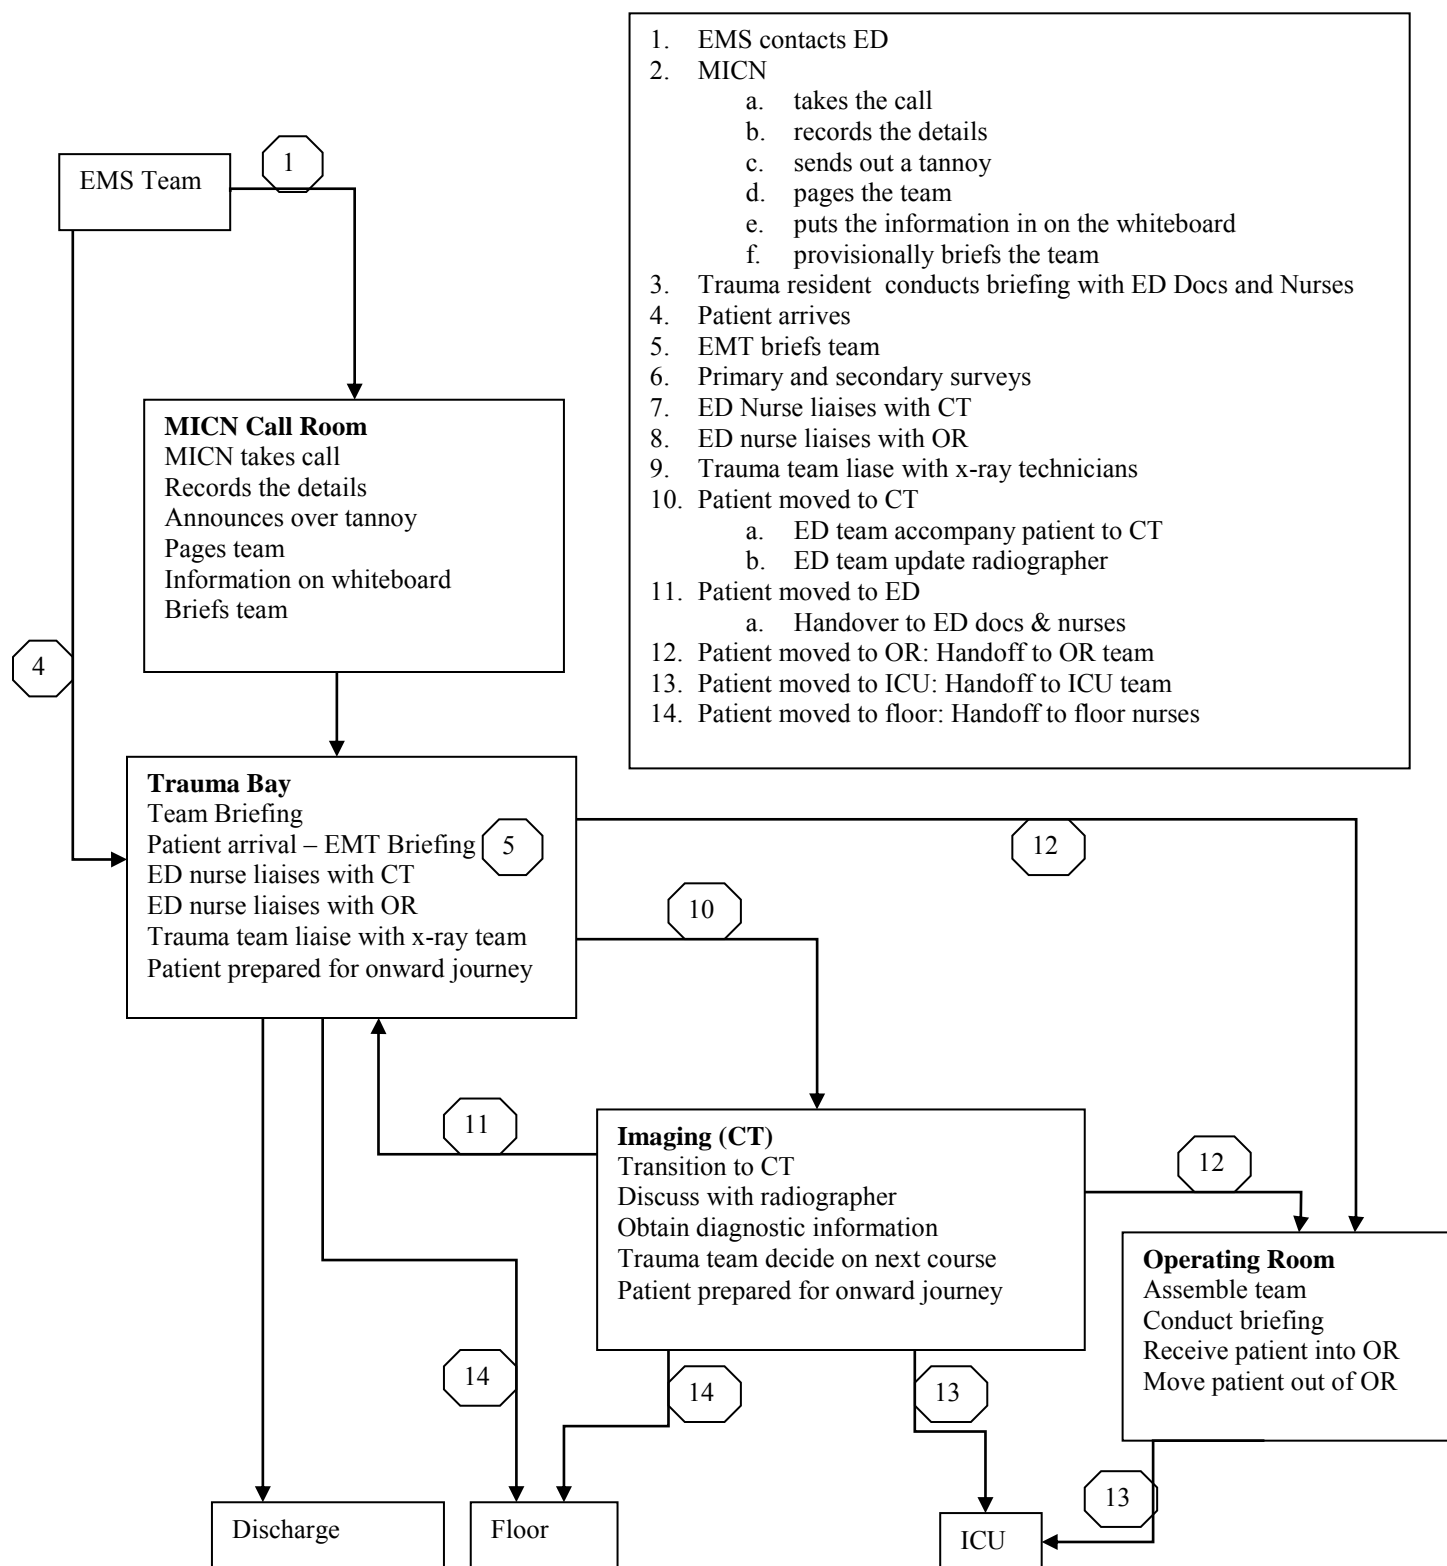 1. EMS contacts ED
2. MICN
a. takes the call
b. records the details
c. sends out a tannoy
d. pages the team
e. puts the information in on the whiteboard
f. provisionally briefs the team
3. Trauma resident conducts briefing with ED Docs and Nurses
4. Patient arrives
5. EMT briefs team
6. Primary and secondary surveys
7. ED Nurse liaises with CT
8. ED nurse liaises with OR
9. Trauma team liase with x-ray technicians
10. Patient moved to CT
a. ED team accompany patient to CT
b. ED team update radiographer
11. Patient moved to ED
a. Handover to ED docs & nurses
12. Patient moved to OR: Handoff to OR team
13. Patient moved to ICU: Handoff to ICU team
14. Patient moved to floor: Handoff to floor nurses
EMS Team
1
MICN Call Room
MICN takes call
Records the details
Announces over tannoy
Pages team
Information on whiteboard
Briefs team
4
Trauma Bay
Team Briefing
Patient arrival – EMT Briefing
5
ED nurse liaises with CT
ED nurse liaises with OR
Trauma team liaise with x-ray team
Patient prepared for onward journey
12
10
11
Imaging (CT)
Transition to CT
Discuss with radiographer
Obtain diagnostic information
Trauma team decide on next course
Patient prepared for onward journey
12
Operating Room
Assemble team
Conduct briefing
Receive patient into OR
Move patient out of OR
14
14
13
13
Discharge
Floor
ICU